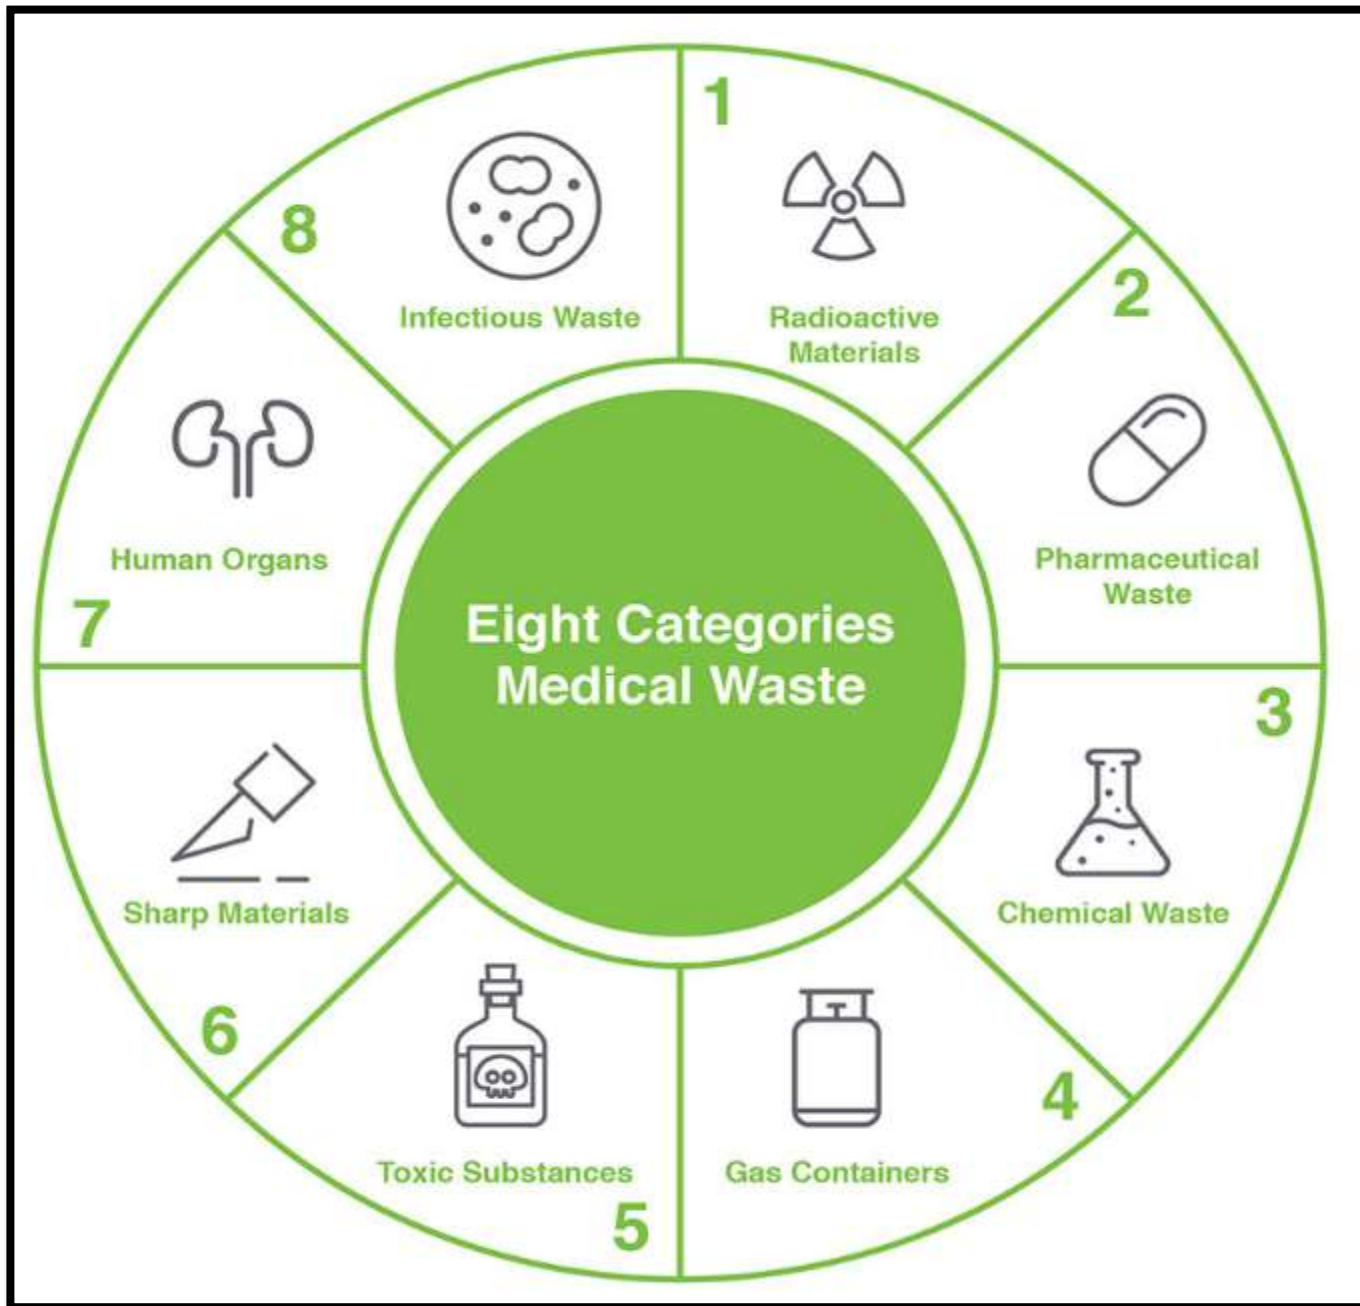 Eight Categories
Medical Waste
1
Radioactive
Materials
2
Pharmaceutical
Waste
3
Chemical Waste
4
Gas Containers
5
Toxic Substances
6
Sharp Materials
7
Human Organs
8
Infectious Waste